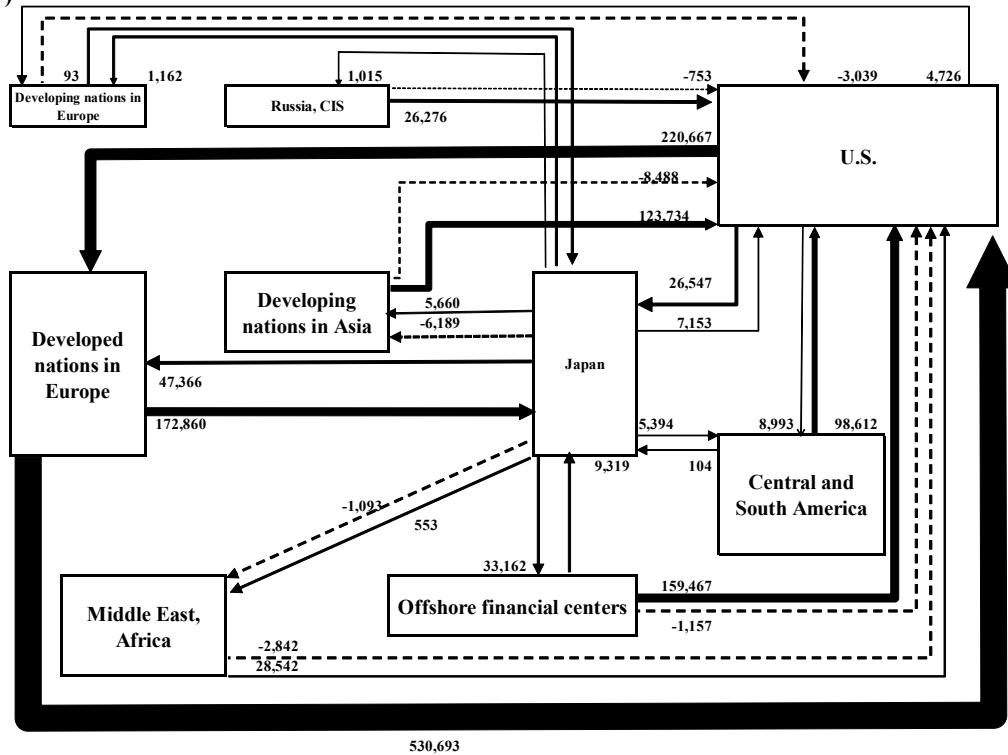 )
93
1,162
1,015
-753
-3,039
4,726
Developing nations in
Europe
Russia, CIS
26,276
220,667
U.S.
-8,488
123,734
Developing
nations in Asia
5,660
-6,189
26,547
7,153
Japan
Developed
nations in
Europe
47,366
172,860
5,394
8,993
98,612
9,319
104
Central and
South America
-1,093
553
33,162
Offshore financial centers
159,467
-1,157
Middle East,
Africa
-2,842
28,542
530,693